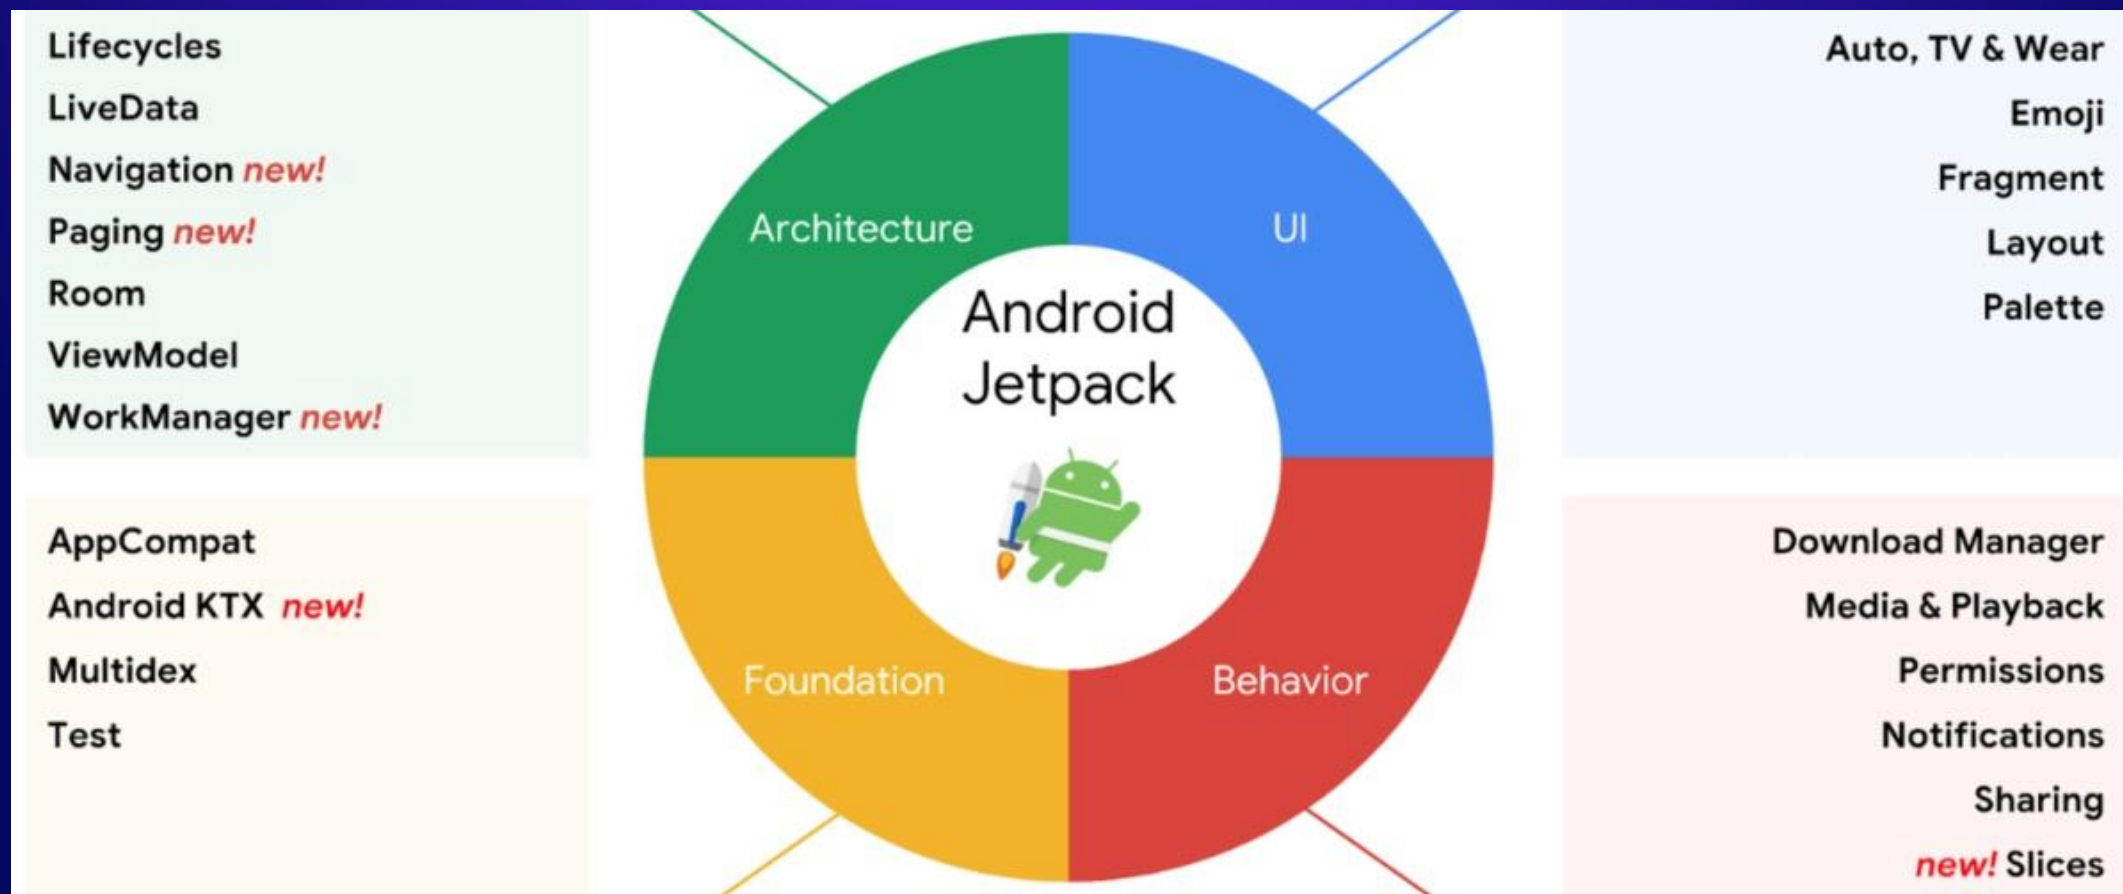 Lifecycles
LiveData
Navigation new!
Paging new!
Room
ViewModel
WorkManager new!
AppCompat
Android KTX new!
Multidex
Test
Architecture
UI
Android
Jetpack
Foundation
Behavior
Auto, TV & Wear
Emoji
Fragment
Layout
Palette
Download Manager
Media & Playback
Permissions
Notifications
Sharing
new! Slices